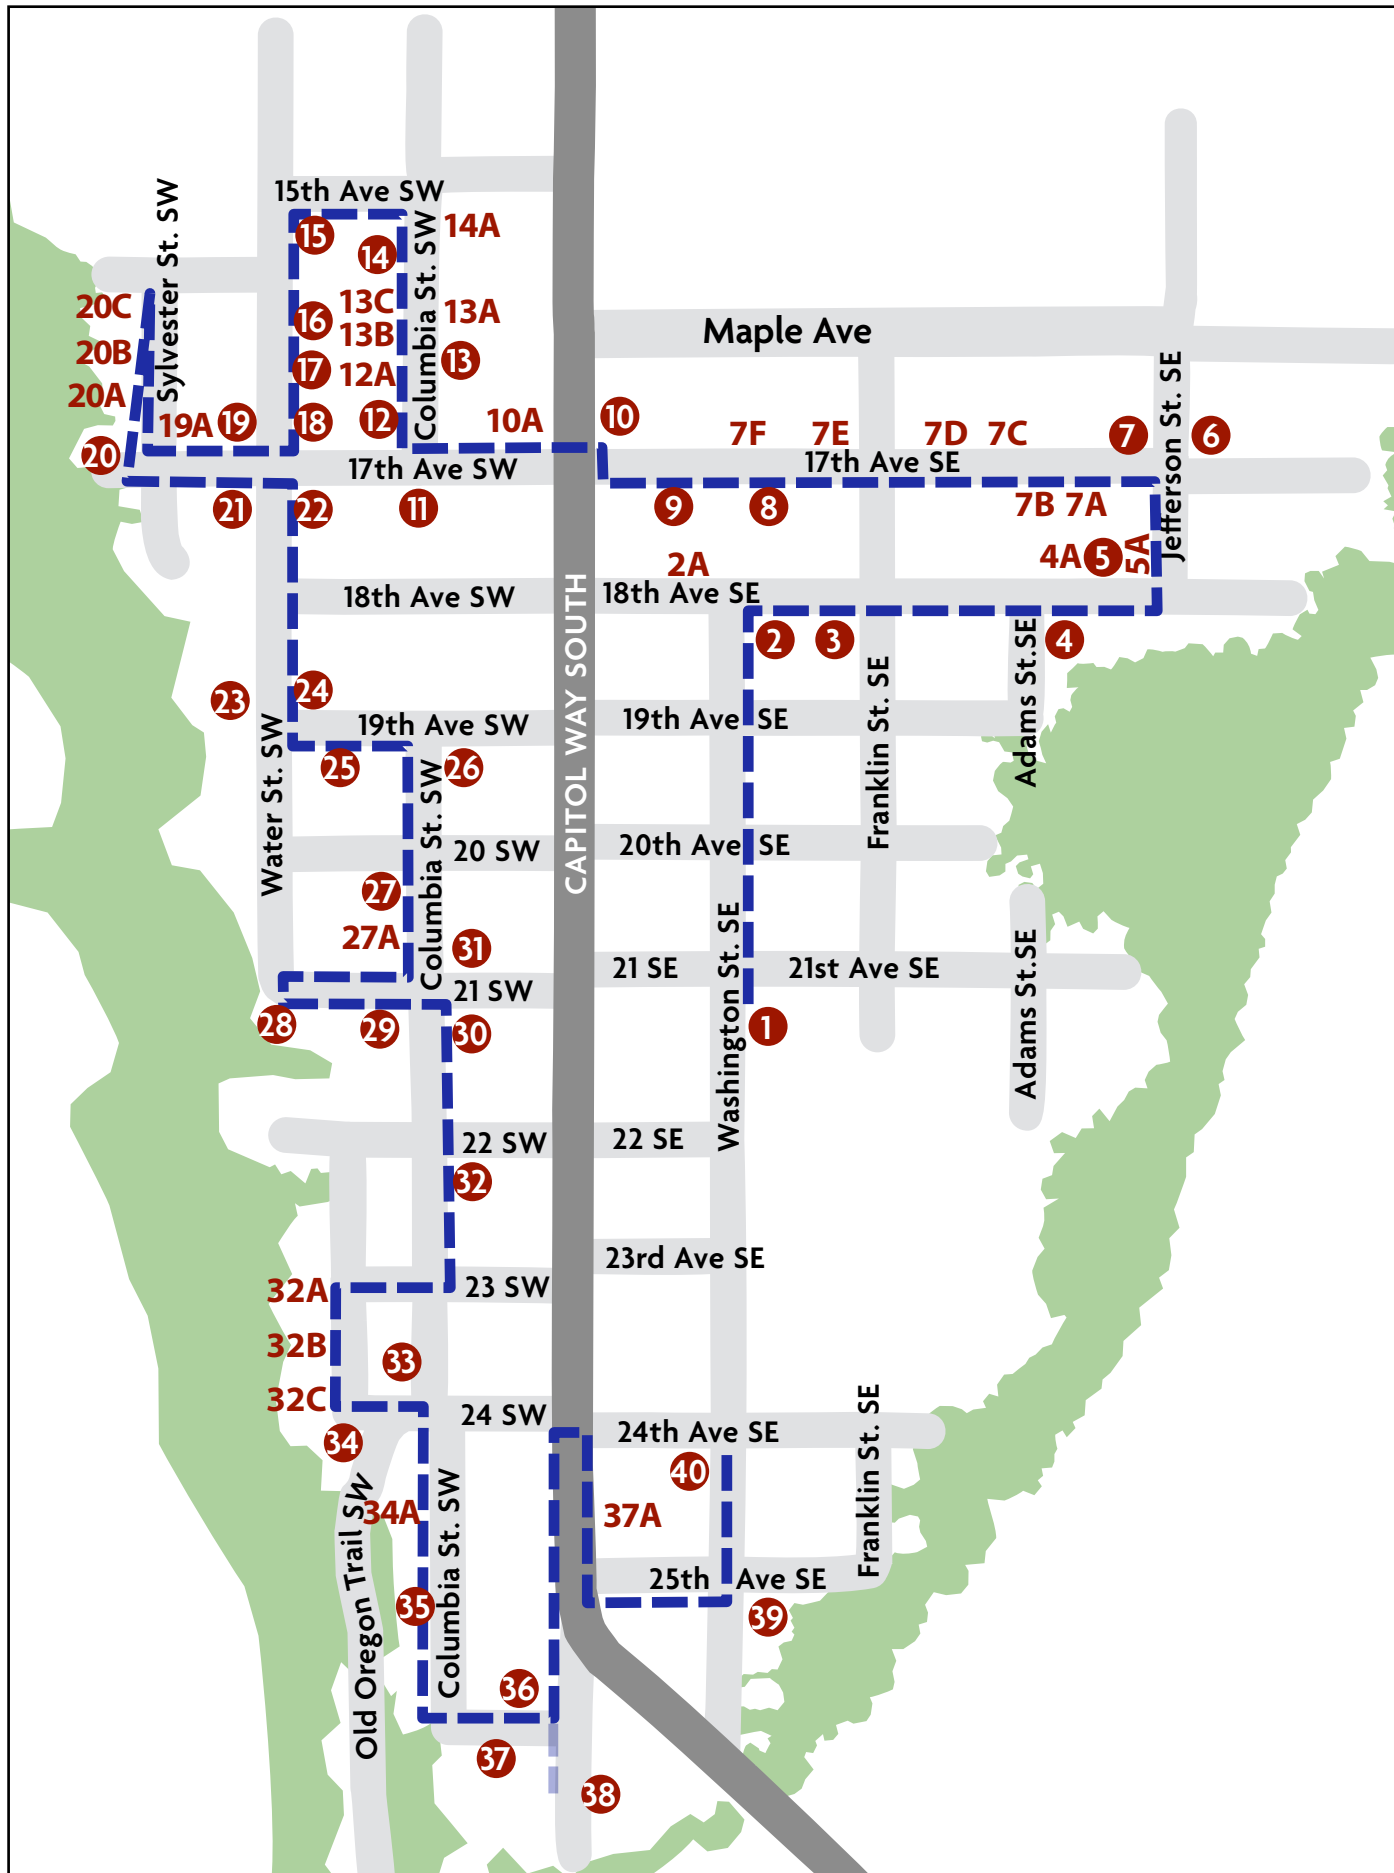 15th Ave SW
Sylvester St. SW
Columbia St. SW
14A
15
14
20C
13C
13A
16
13B
Maple Ave
20B
17
12A
13
20A
Jefferson St. SE
19A
19
18
12
10A
10
7F
7E
7D
7C
7
6
20
17th Ave SW
17th Ave SE
21
22
11
9
8
7B
7A
2A
4A
5
5A
18th Ave SW
18th Ave SE
CAPITOL WAY SOUTH
2
3
4
Adams St.SE
Franklin St. SE
23
24
19th Ave SW
19th Ave SE
Water St. SW
25
Columbia St. SW
26
20 SW
20th Ave SE
27
27A
31
Washington St. SE
21 SW
21 SE
21st Ave SE
Adams St.SE
28
29
30
1
22 SW
22 SE
32
23rd Ave SE
32A
23 SW
32B
33
32C
24 SW
24th Ave SE
Franklin St. SE
34
40
Old Oregon Trail SW
34A
Columbia St. SW
37A
25th Ave SE
35
39
36
37
38